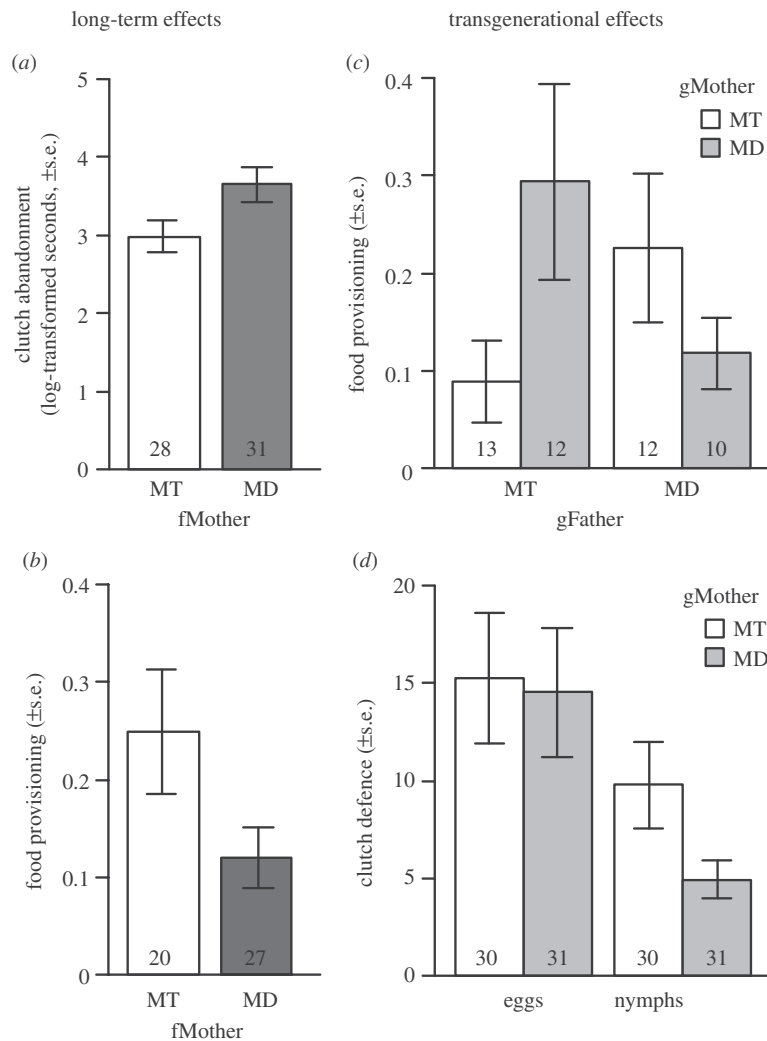 long-term effects
transgenerational effects
(a)
5
4
3
2
1
0
clutch abandonment
(log-transformed seconds, ±s.e.)
28
31
MT
MD
fMother
(c)
0.4
0.3
0.2
0.1
0
food provisioning (±s.e.)
gMother
MT
MD
13
12
12
10
MT
MD
gFather
(b)
0.4
0.3
0.2
0.1
0
food provisioning (±s.e.)
20
27
MT
MD
fMother
(d)
20
15
10
5
0
clutch defence (±s.e.)
gMother
MT
MD
30
31
30
31
eggs
nymphs